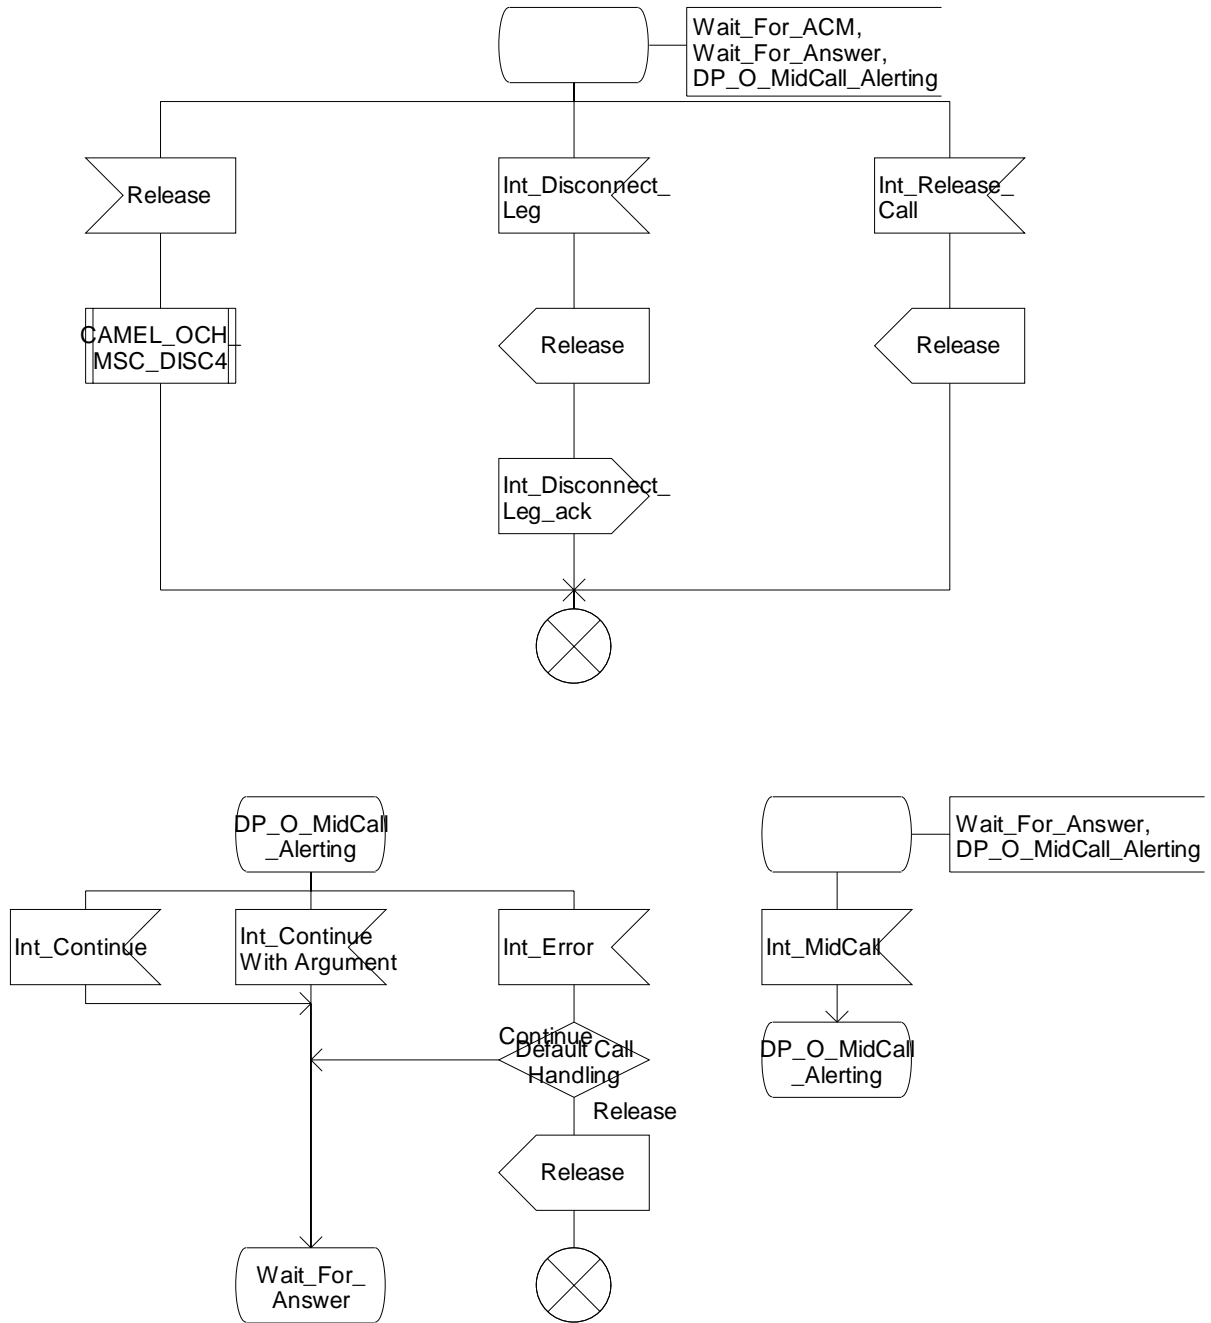 Wait_For_ACM,
Wait_For_Answer,
DP_O_MidCall_Alerting
Release
Int_Disconnect_
Leg
Int_Release_
Call
CAMEL_OCH_
MSC_DISC4
Release
Release
Int_Disconnect_
Leg_ack
DP_O_MidCall
_Alerting
Wait_For_Answer,
DP_O_MidCall_Alerting
Int_Continue
Int_Continue
With Argument
Int_Error
Int_MidCall
Continue
Default Call
Handling
DP_O_MidCall
_Alerting
Release
Release
Wait_For_
Answer